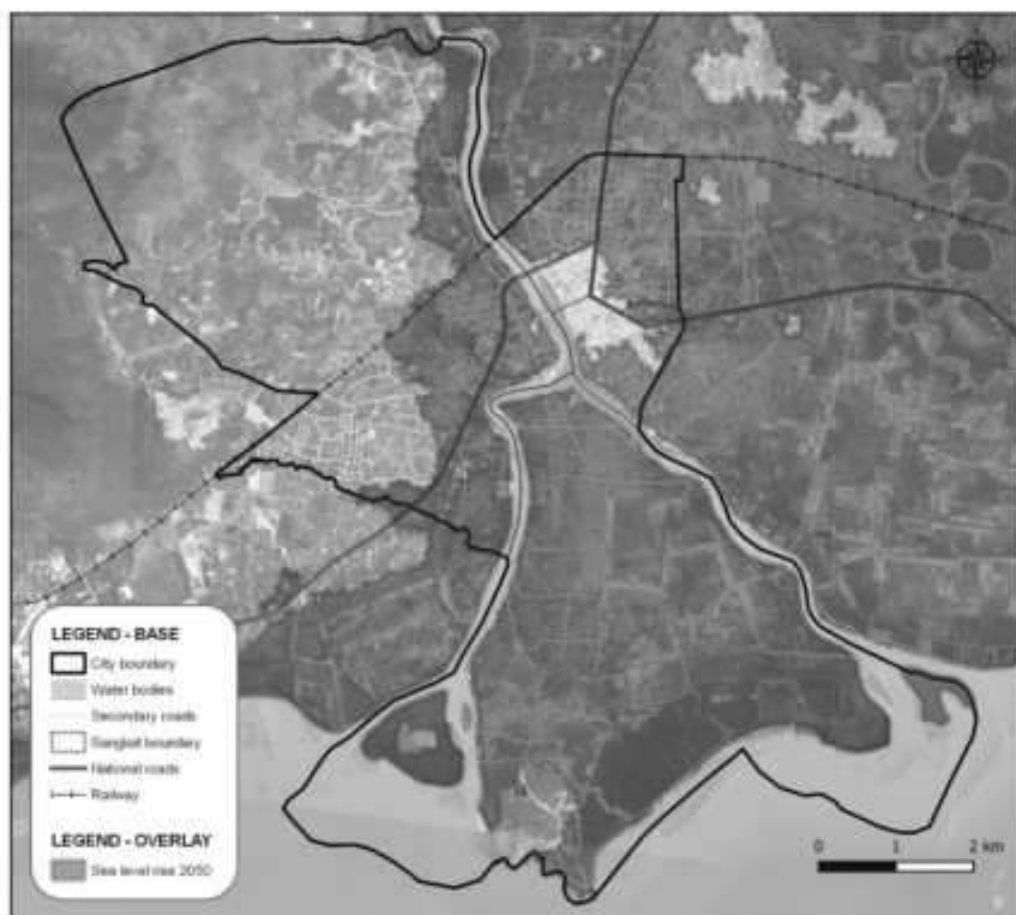 LEGEND - BASE
City boundary
Water bodies
Secondary roads
Sangkat boundary
National roads
Railway
LEGEND - OVERLAY
Sea level rise 2050
0 1 2 km